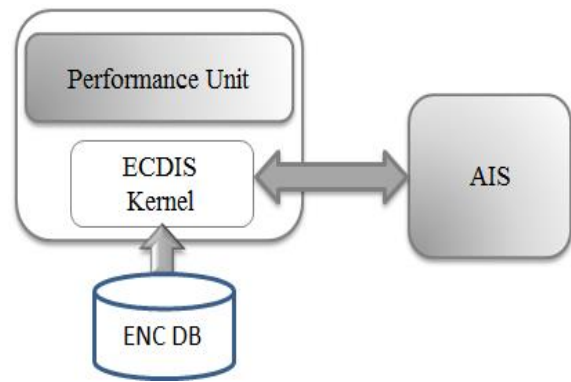 Performance Unit
ECDIS
Kernel
AIS
ENC DB